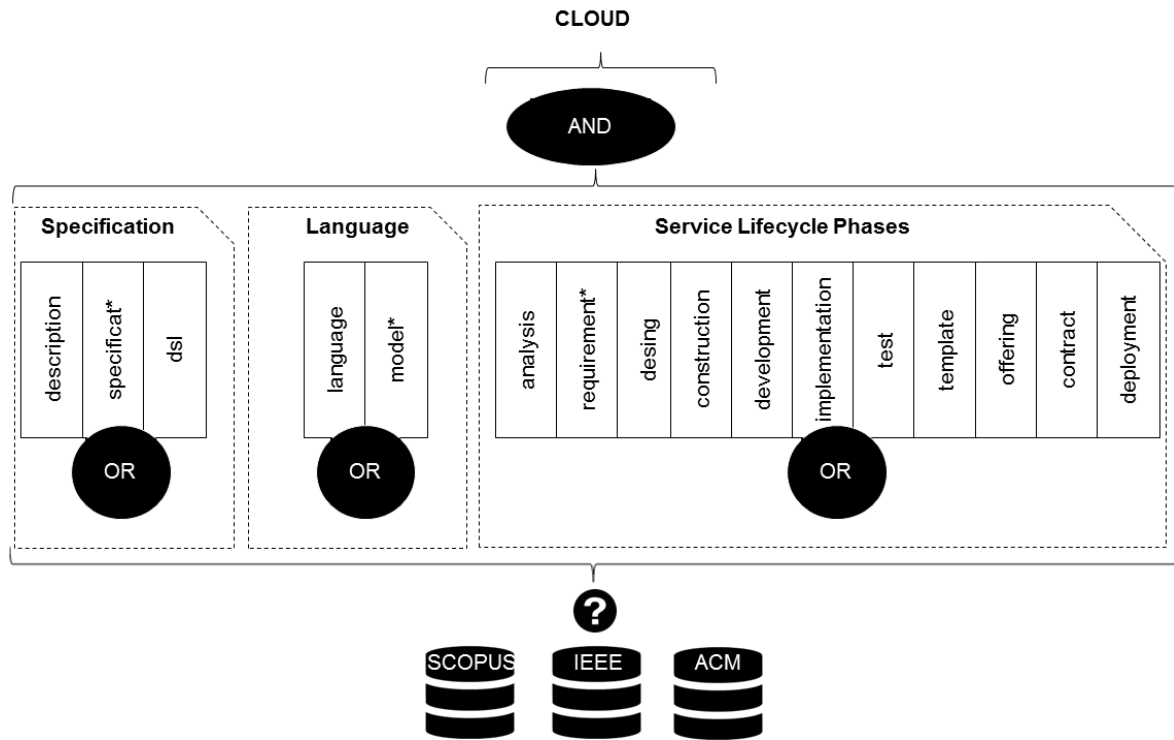 CLOUD
AND
Specification
Language
Service Lifecycle Phases
description
specificat*
dsl
language
model*
analysis
requirement*
desing
construction
development
implementation
test
template
offering
contract
deployment
OR
OR
OR
?
SCOPUS
IEEE
ACM